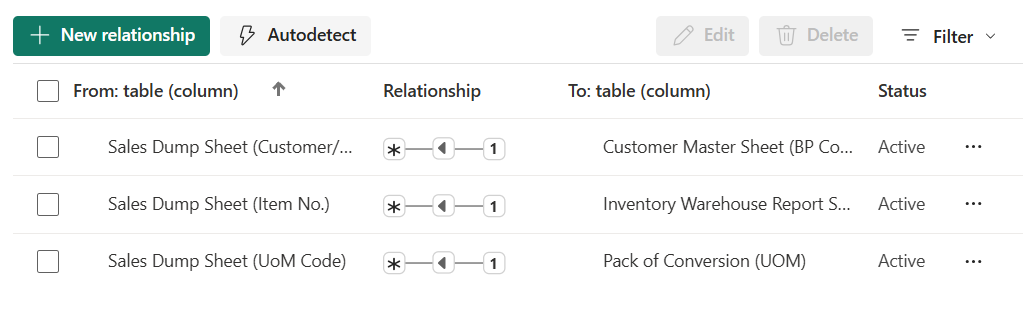 New relationship Autodetect Edit Delete Filter
From: table (column) Relationship To: table (column) Status
Sales Dump Sheet (Customer/... * 1 Customer Master Sheet (BP Co... Active ...
Sales Dump Sheet (Item No.) * 1 Inventory Warehouse Report S... Active ...
Sales Dump Sheet (UoM Code) * 1 Pack of Conversion (UOM) Active ...